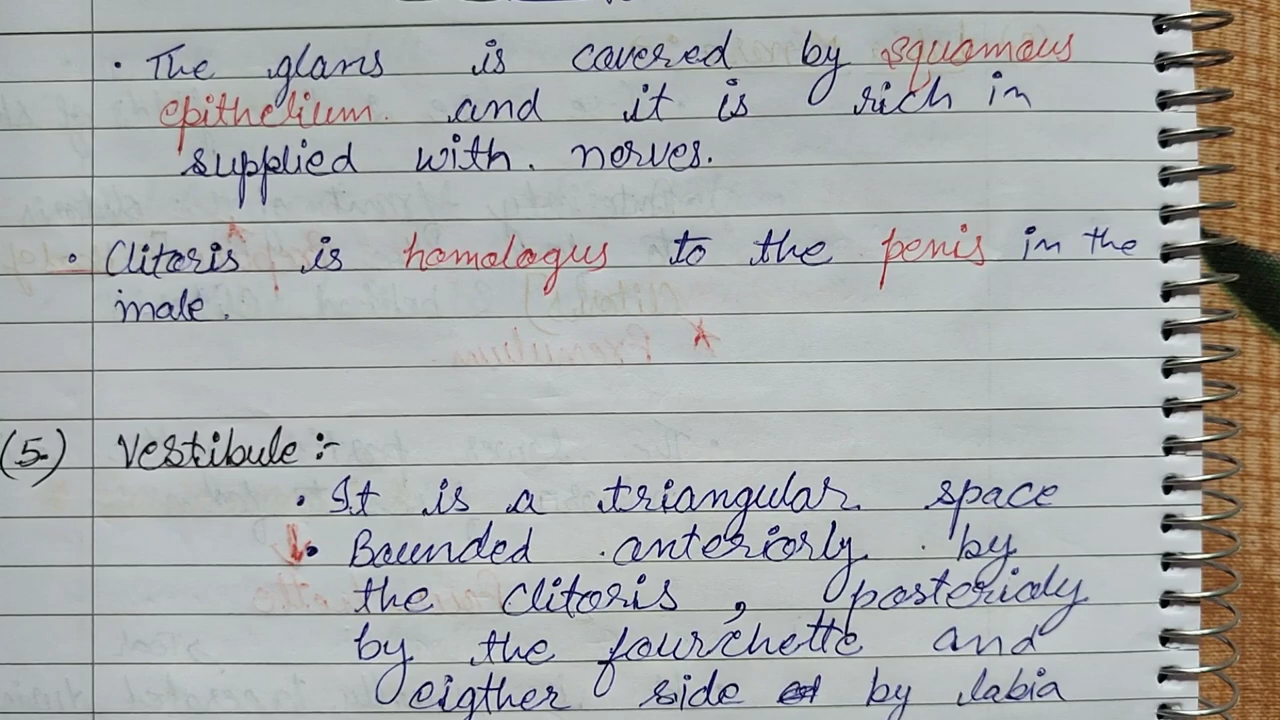 • The glans is covered by squamous
epithelium. and it is rich in
supplied with. nerves.
• Clitoris is homologus to the penis in the
male.
(5) Vestibule :-
• It is a triangular. space
• Bounded .anteriorly. . by
the clitoris , posterioly
by the fourchette and
eigther side by labia